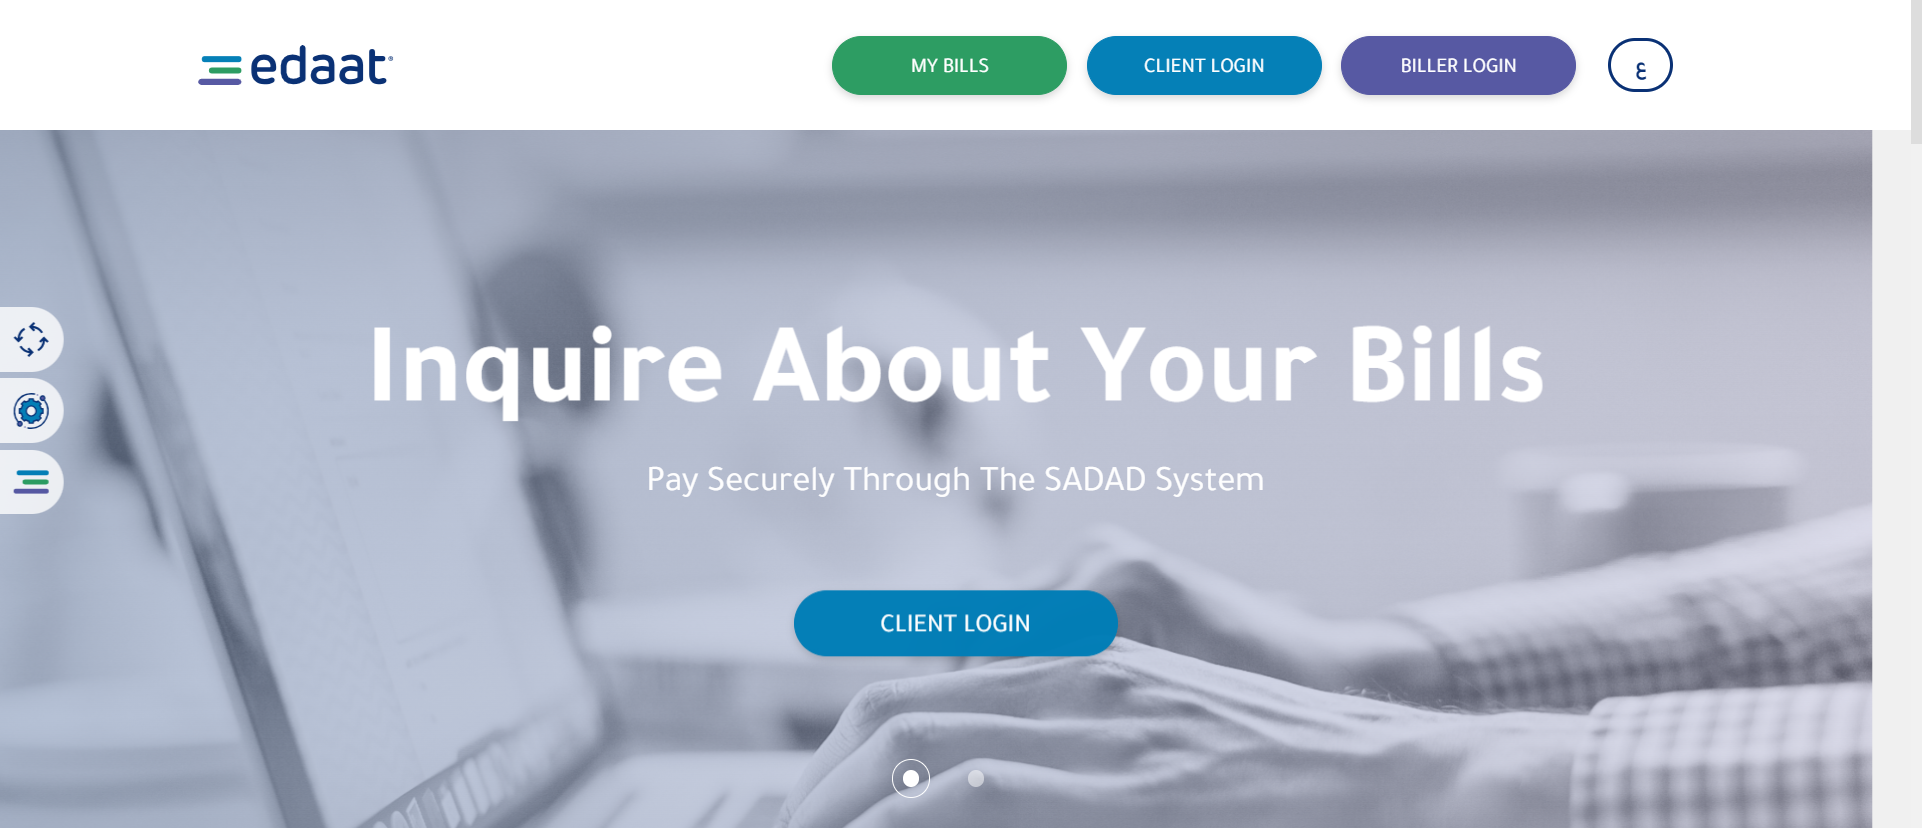 edaat®
MY BILLS
CLIENT LOGIN
BILLER LOGIN
ع
Inquire About Your Bills
Pay Securely Through The SADAD System
CLIENT LOGIN